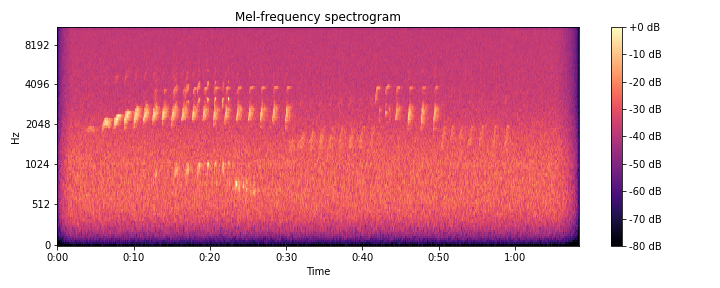 Mel-frequency spectrogram
8192
4096
2048
1024
512
0
Hz
0:00
0:10
0:20
0:30
0:40
0:50
1:00
Time
+0 dB
-10 dB
-20 dB
-30 dB
-40 dB
-50 dB
-60 dB
-70 dB
-80 dB